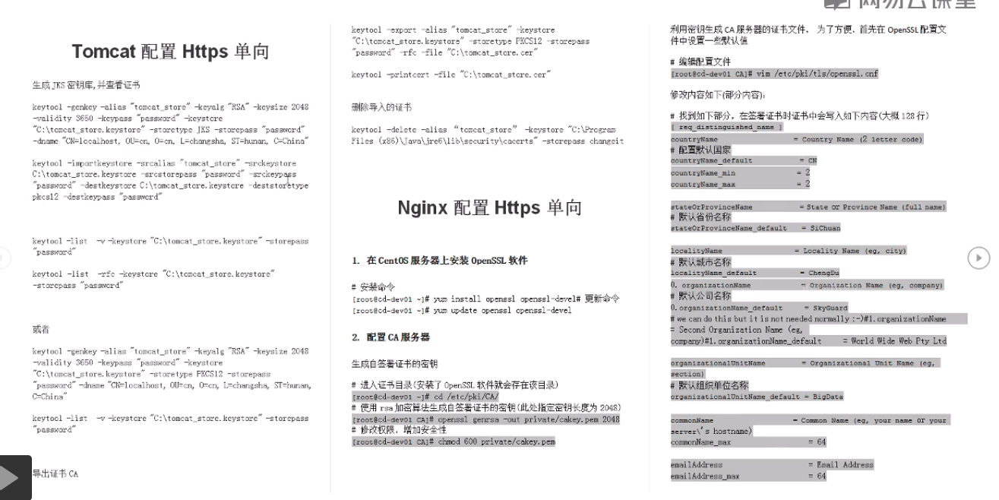 网易云课堂
Tomcat 配置 Https 单向
生成 JKS 密钥库,并查看证书
keytool -genkey -alias "tomcat_store" -keyalg "RSA" -keysize 2048
-validity 3650 -keypass "password" -keystore
"C:\tomcat_store.keystore" -storetype JKS -storepass "password"
-dname "CN=localhost, OU=cn, O=cn, L=changsha, ST=hunan, C=China"
keytool -importkeystore -srcalias "tomcat_store" -srckeystore
C:\tomcat_store.keystore -srcstorepass "password" -srckeypass
"password" -destkeystore C:\tomcat_store.keystore -deststoretype
pkcs12 -destkeypass "password"
keytool -list -v -keystore "C:\tomcat_store.keystore" -storepass
"password"
keytool -list -rfc -keystore "C:\tomcat_store.keystore"
-storepass "password"
或者
keytool -genkey -alias "tomcat_store" -keyalg "RSA" -keysize 2048
-validity 3650 -keypass "password" -keystore
"C:\tomcat_store.keystore" -storetype PKCS12 -storepass
"password" -dname "CN=localhost, OU=cn, O=cn, L=changsha, ST=hunan,
C=China"
keytool -list -v -keystore "C:\tomcat_store.keystore" -storepass
"password"
导出证书 CA
keytool -export -alias "tomcat_store" -keystore
"C:\tomcat_store.keystore" -storetype PKCS12 -storepass
"password" -rfc -file "C:\tomcat_store.cer"
keytool -printcert -file "C:\tomcat_store.cer"
删除导入的证书
keytool -delete -alias “tomcat_store” -keystore "C:\Program
Files (x86)\Java\jre6\lib\security\cacerts" -storepass changeit
Nginx 配置 Https 单向
1. 在 CentOS 服务器上安装 OpenSSL 软件
# 安装命令
[root@cd-dev01 ~]# yum install openssl openssl-devel# 更新命令
[root@cd-dev01 ~]# yum update openssl openssl-devel
2. 配置 CA 服务器
生成自签署证书的密钥
# 进入证书目录(安装了 OpenSSL 软件就会存在该目录)
[root@cd-dev01 ~]# cd /etc/pki/CA/
# 使用 rsa 加密算法生成自签署证书的密钥(此处指定密钥长度为 2048)
[root@cd-dev01 CA]# openssl genrsa -out private/cakey.pem 2048
# 修改权限，增加安全性
[root@cd-dev01 CA]# chmod 600 private/cakey.pem
利用密钥生成 CA 服务器的证书文件， 为了方便，首先在 OpenSSL 配置文
件中设置一些默认值
# 编辑配置文件
[root@cd-dev01 CA]# vim /etc/pki/tls/openssl.cnf
修改内容如下(部分内容)：
# 找到如下部分，在签署证书时证书中会写入如下内容(大概 128 行)
[ req_distinguished_name ]
countryName = Country Name (2 letter code)
# 配置默认国家
countryName_default = CN
countryName_min = 2
countryName_max = 2
stateOrProvinceName = State or Province Name (full name)
# 默认省份名称
stateOrProvinceName_default = SiChuan
localityName = Locality Name (eg, city)
# 默认城市名称
localityName_default = ChengDu
0. organizationName = Organization Name (eg, company)
# 默认公司名称
0.organizationName_default = SkyGuard
# we can do this but it is not needed normally :-)#1.organizationName
= Second Organization Name (eg,
company)#1.organizationName_default = World Wide Web Pty Ltd
organizationalUnitName = Organizational Unit Name (eg,
section)
# 默认组织单位名称
organizationalUnitName_default = BigData
commonName = Common Name (eg, your name or your
server\'s hostname)
commonName_max = 64
emailAddress = Email Address
emailAddress_max = 64